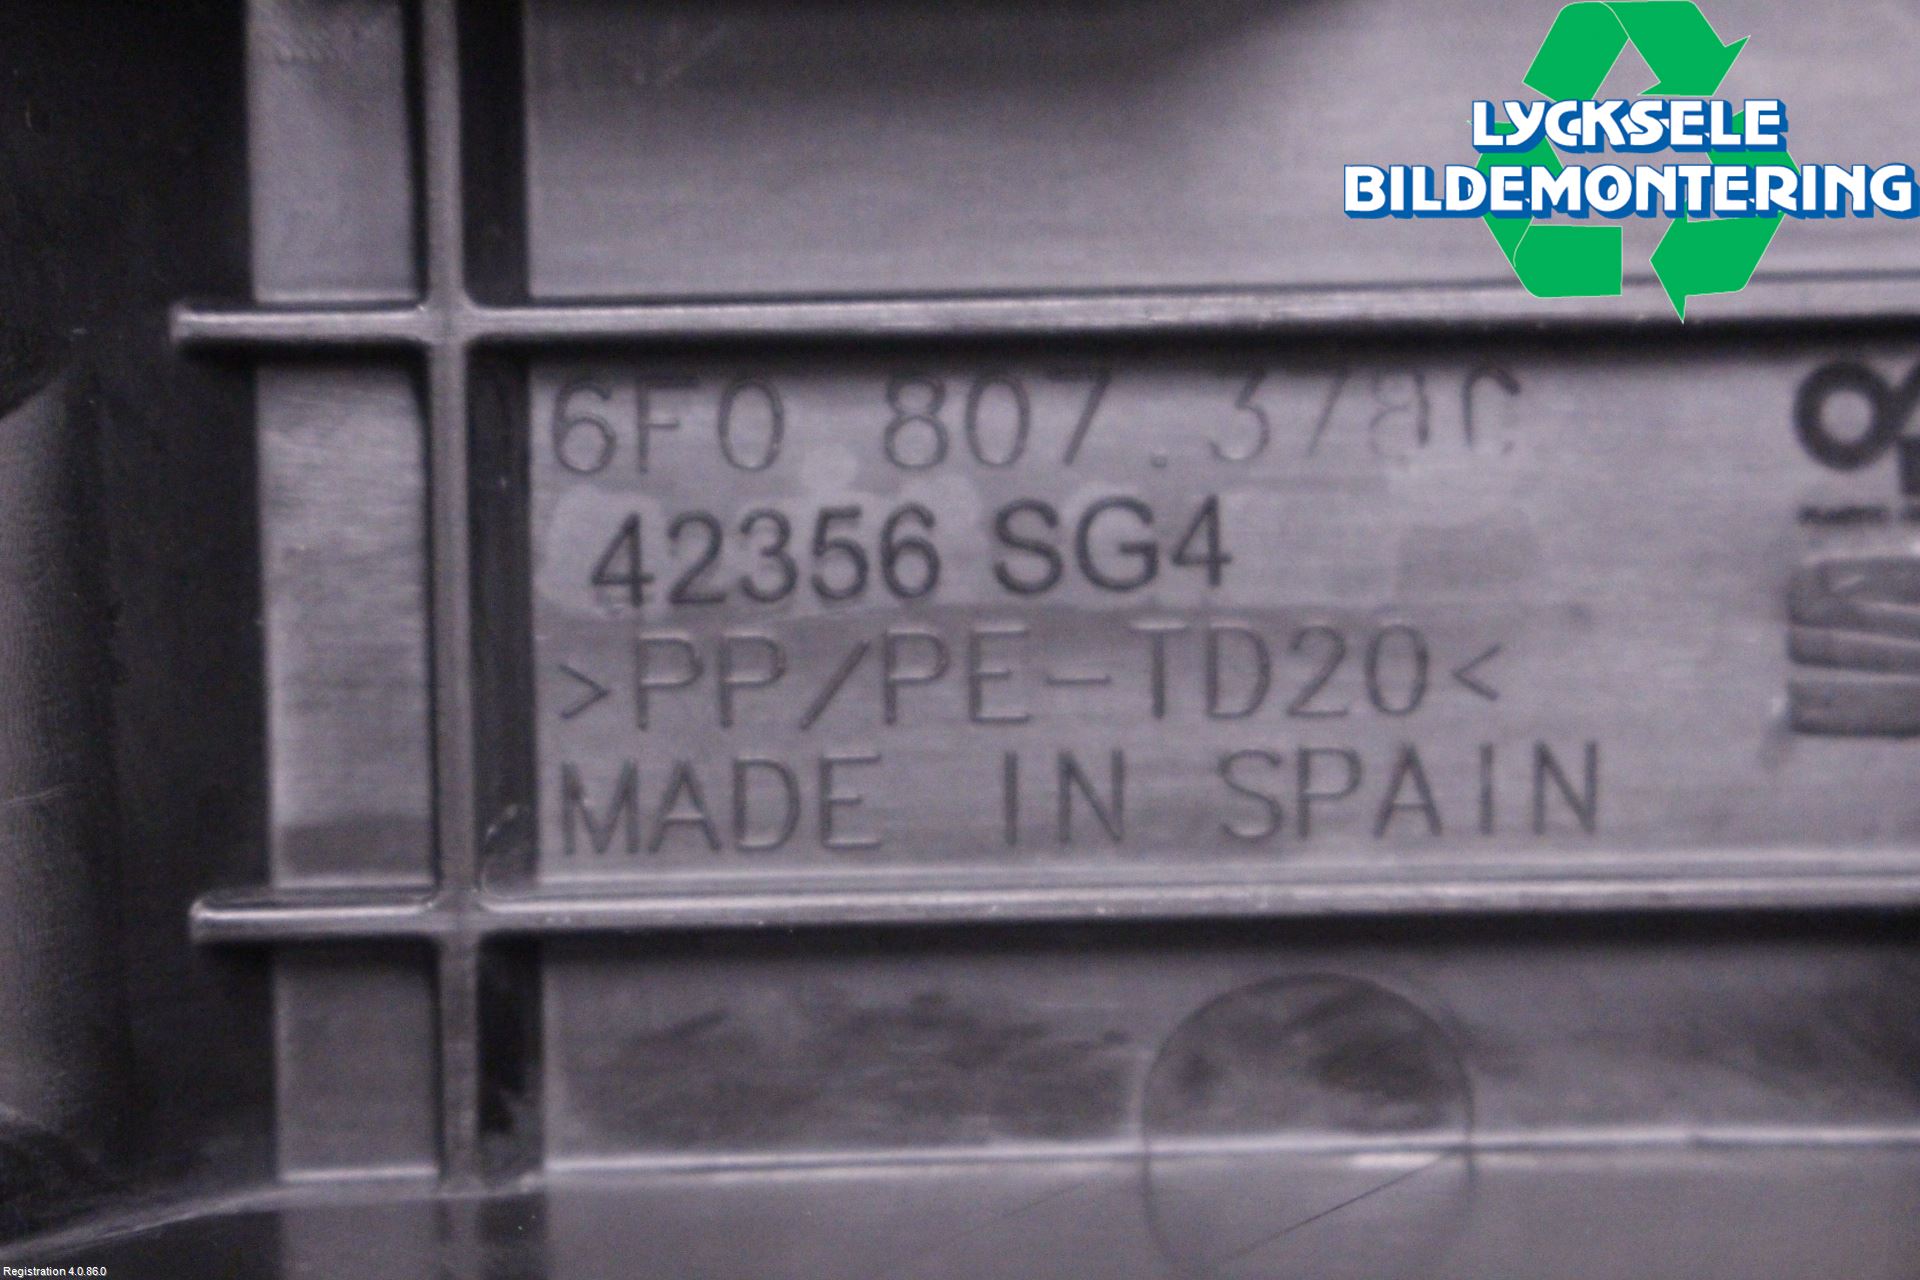 LYCKSELE
BILDEMONTERING
6F0 807.378C
42356 SG4
>PP/PE-TD20<
MADE IN SPAIN
Registration 4.0.86.0